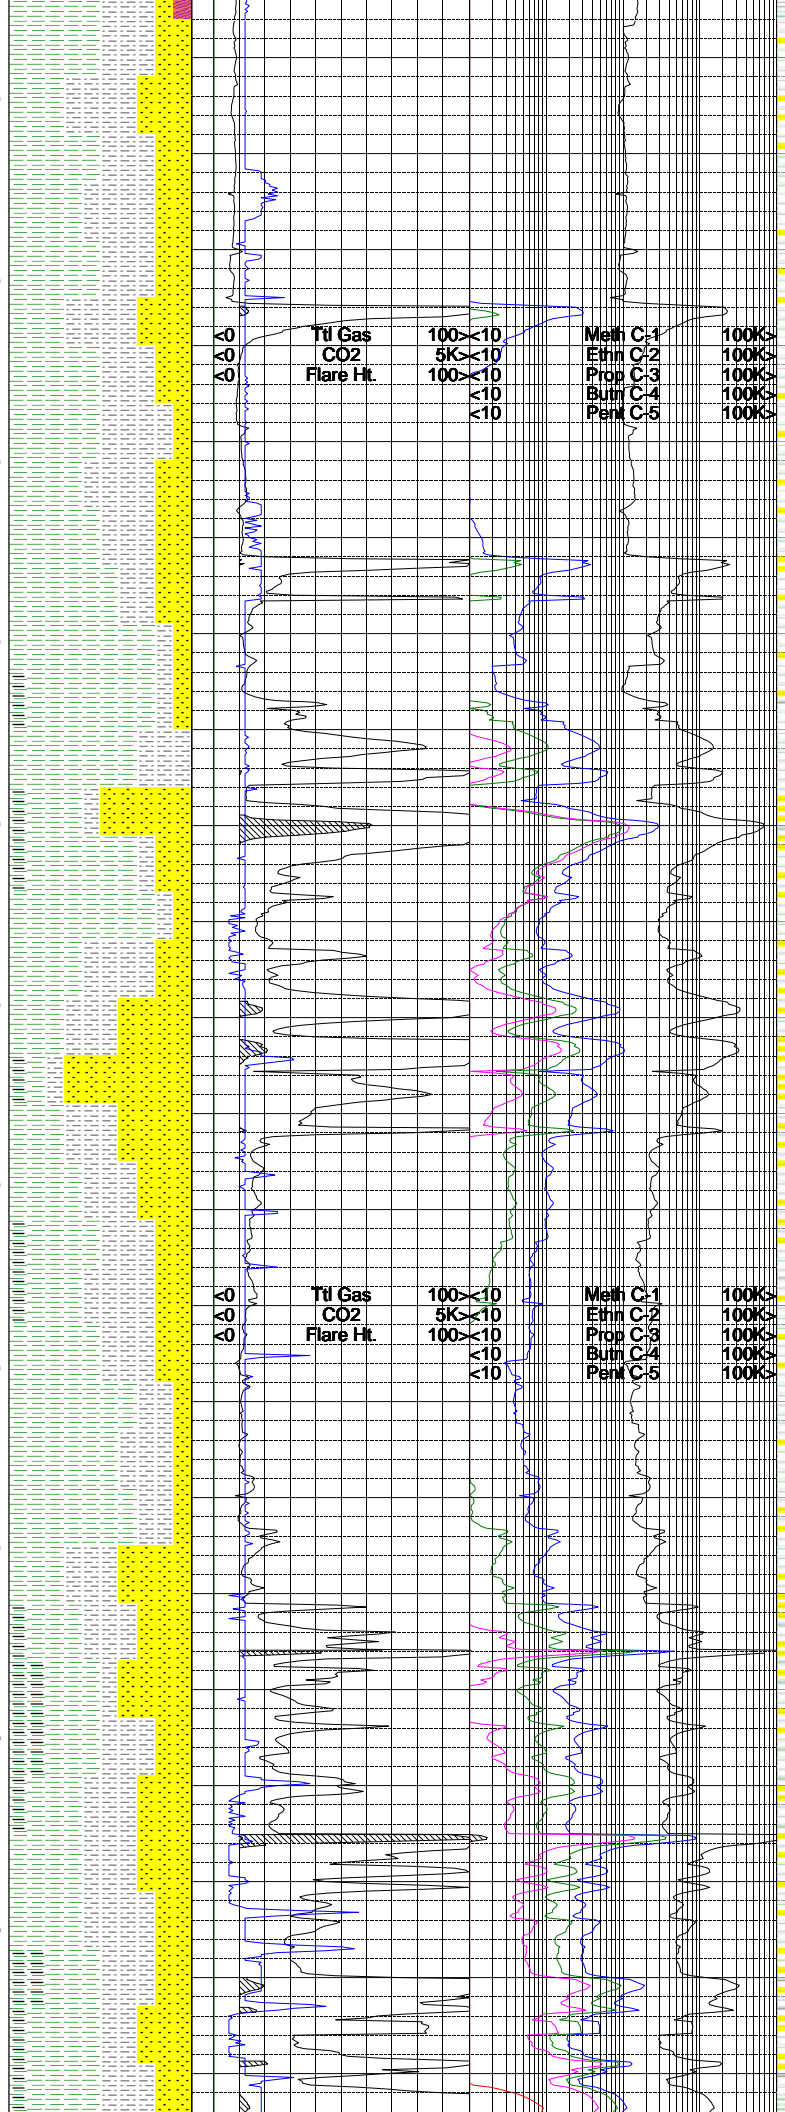 <0 Ttl Gas 100><10 Meth C-1 100K>
<0 CO2 5K><10 Ethn C-2 100K>
<0 Flare Ht. 100><10 Prop C-3 100K>
<10 Butn C-4 100K>
<10 Pent C-5 100K>
<0 Ttl Gas 100><10 Meth C-1 100K>
<0 CO2 5K><10 Ethn C-2 100K>
<0 Flare Ht. 100><10 Prop C-3 100K>
<10 Butn C-4 100K>
<10 Pent C-5 100K>